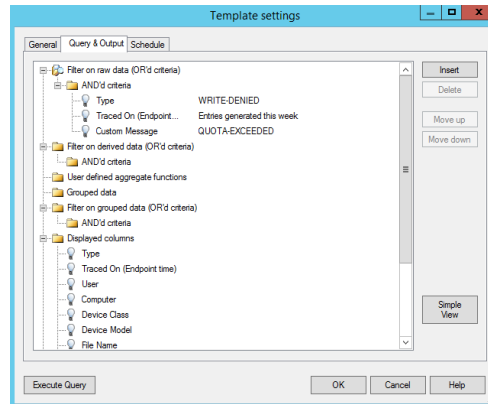 Template settings
General Query & Output Schedule
Filter on raw data (OR'd criteria)
AND'd criteria
Type WRITE-DENIED
Traced On (Endpoint... Entries generated this week
Custom Message QUOTA-EXCEEDED
Filter on derived data (OR'd criteria)
AND'd criteria
User defined aggregate functions
Grouped data
Filter on grouped data (OR'd criteria)
AND'd criteria
Displayed columns
Type
Traced On (Endpoint time)
User
Computer
Device Class
Device Model
File Name
Insert
Delete
Move up
Move down
Simple
View
Execute Query OK Cancel Help